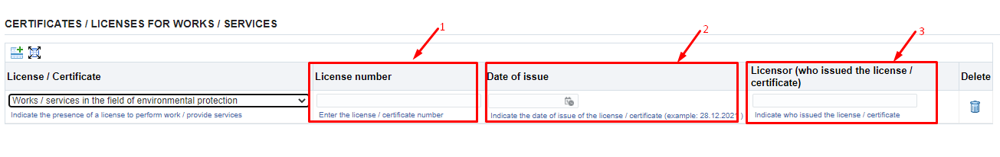 1
2
3
CERTIFICATES / LICENSES FOR WORKS / SERVICES
License / Certificate
License number
Date of issue
Licensor (who issued the license /
certificate)
Delete
Works / services in the field of environmental protection
Indicate the presence of a license to perform work / provide services
Enter the license / certificate number
Indicate the date of issue of the license / certificate (example: 28.12.2021 )
Indicate who issued the license / certificate